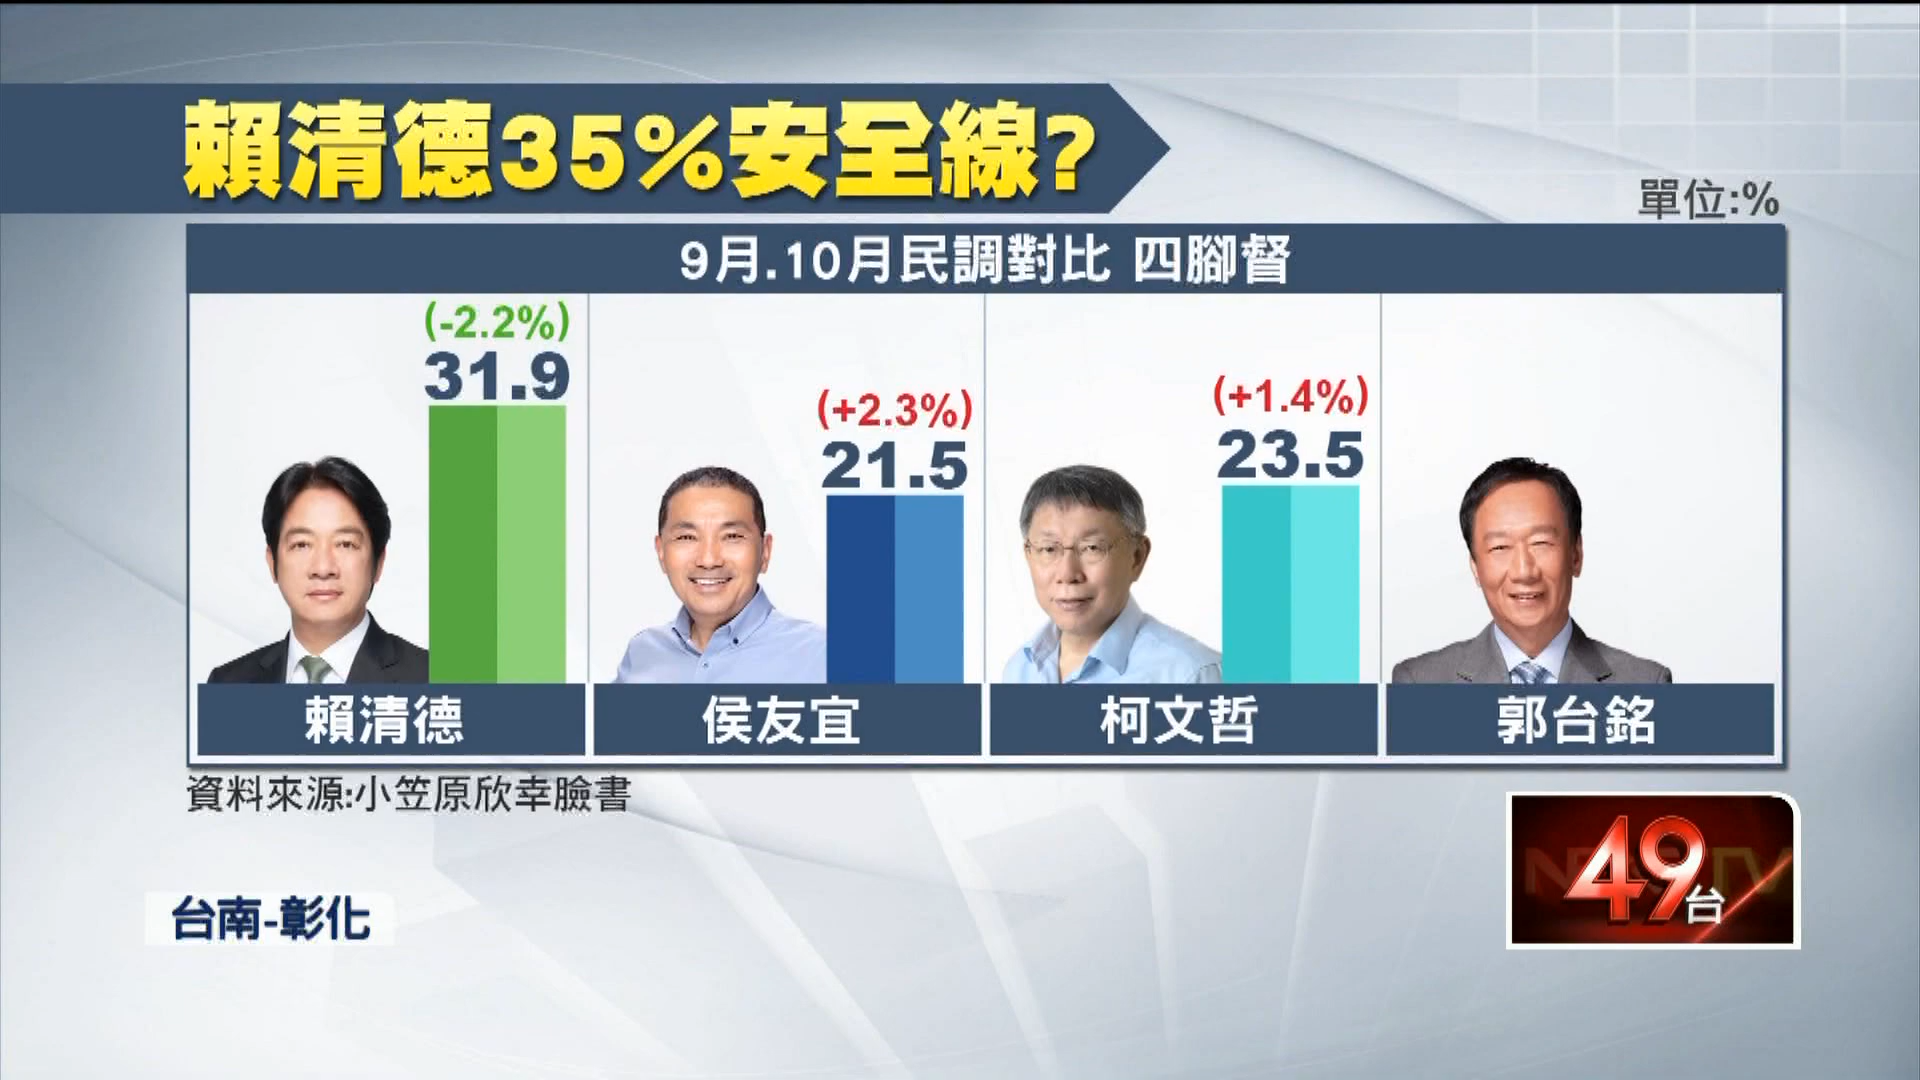 賴清德35%安全線?
單位:%
9月.10月民調對比 四腳督
(-2.2%)
31.9
(+2.3%)
21.5
(+1.4%)
23.5
賴清德
侯友宜
柯文哲
郭台銘
資料來源:小笠原欣幸臉書
台南-彰化
49台